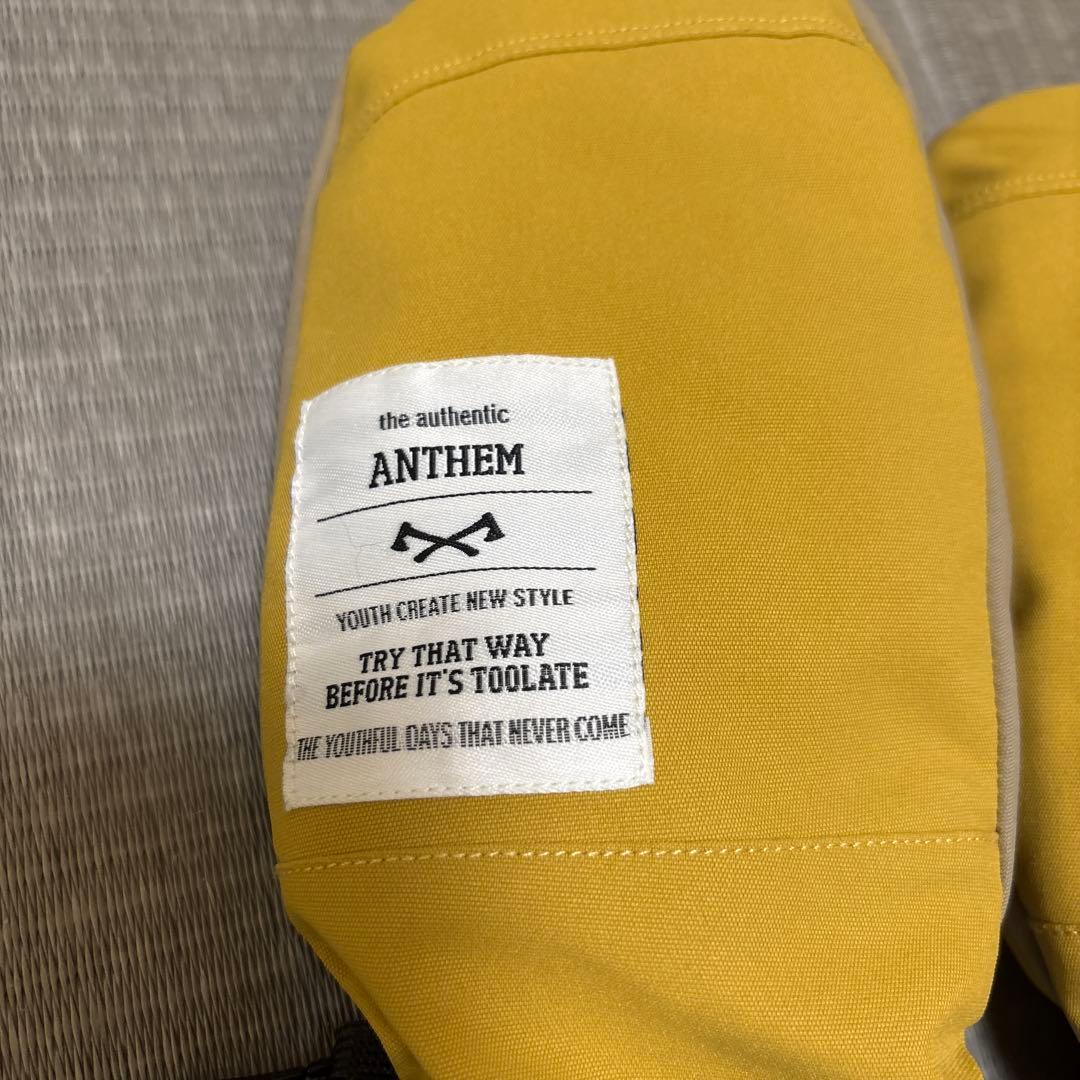 the authentic
ANTHEM
YOUTH CREATE NEW STYLE
TRY THAT WAY
BEFORE IT'S TOOLATE
THE YOUTHFUL DAYS THAT NEVER COME